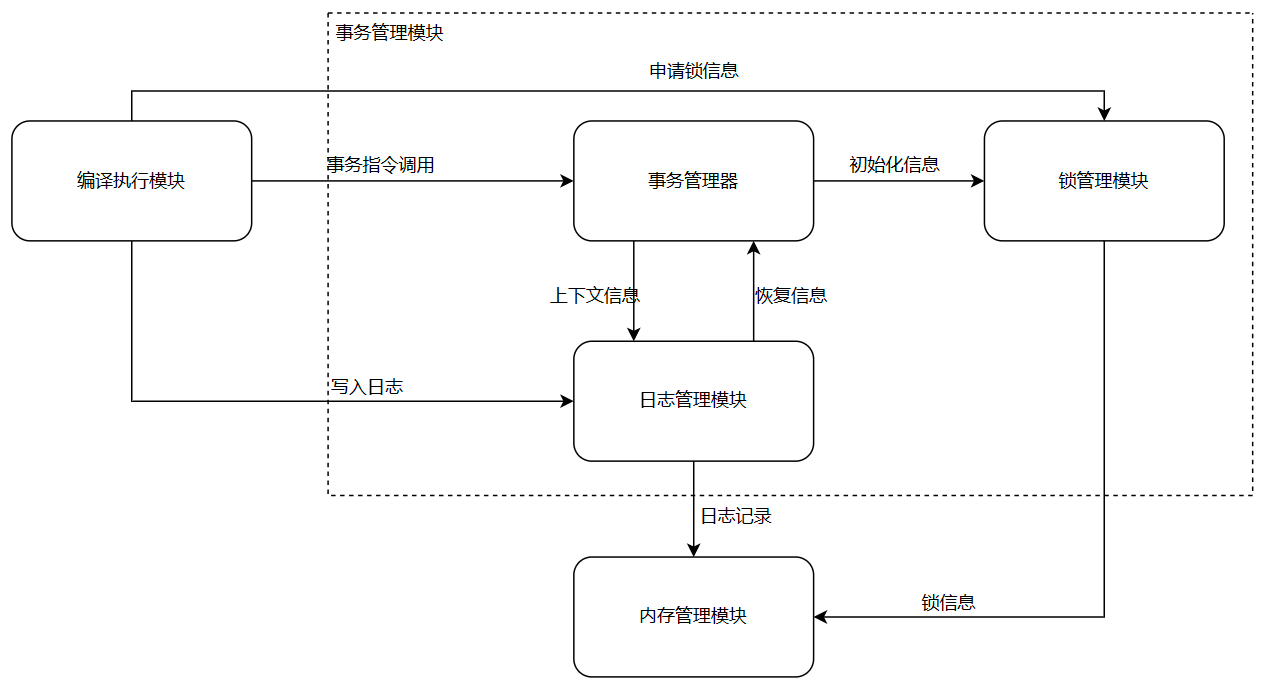 事务管理模块
申请锁信息
编译执行模块
事务指令调用
事务管理器
初始化信息
锁管理模块
上下文信息
恢复信息
写入日志
日志管理模块
日志记录
锁信息
内存管理模块